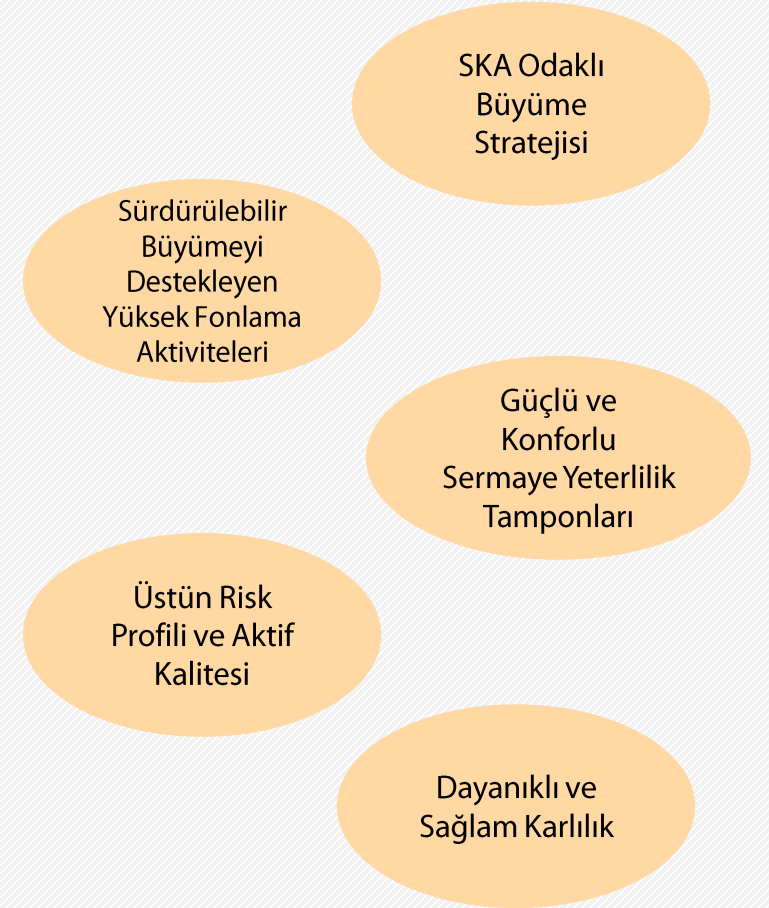 SKA Odaklı
Büyüme
Stratejisi
Sürdürülebilir
Büyümeyi
Destekleyen
Yüksek Fonlama
Aktiviteleri
Güçlü ve
Konforlu
Sermaye Yeterlilik
Tamponları
Üstün Risk
Profili ve Aktif
Kalitesi
Dayanıklı ve
Sağlam Karlılık